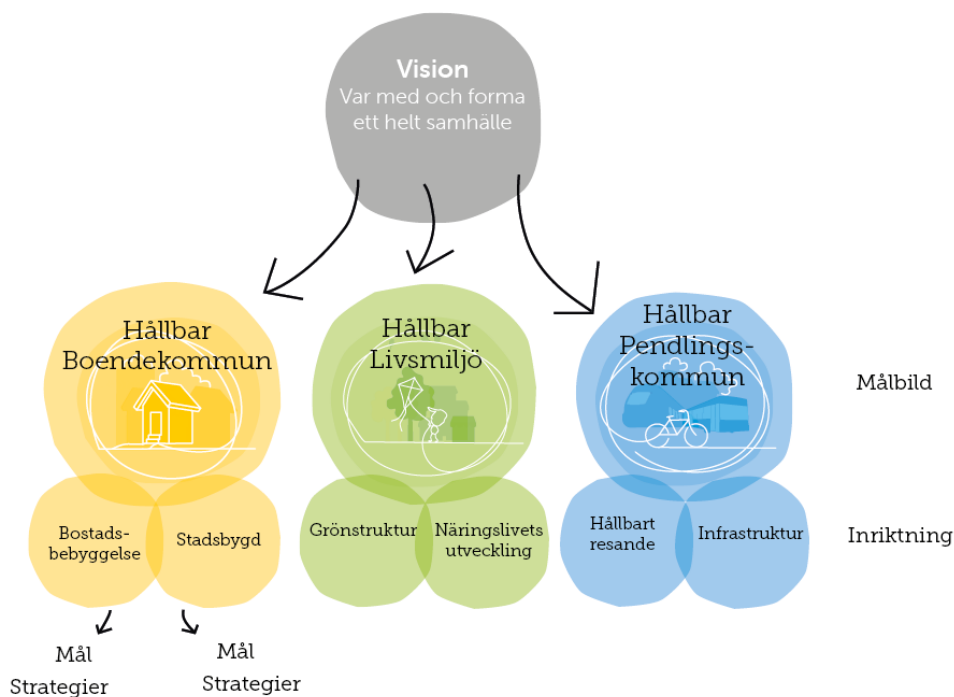 Vision
Var med och forma
ett helt samhälle
Hållbar
Boendekommun
Hållbar
Livsmiljö
Hållbar
Pendlings-
kommun
Målbild
Bostads-
bebyggelse
Stadsbygd
Grönstruktur
Näringslivets
utveckling
Hållbart
resande
Infrastruktur
Inriktning
Mål
Strategier
Mål
Strategier